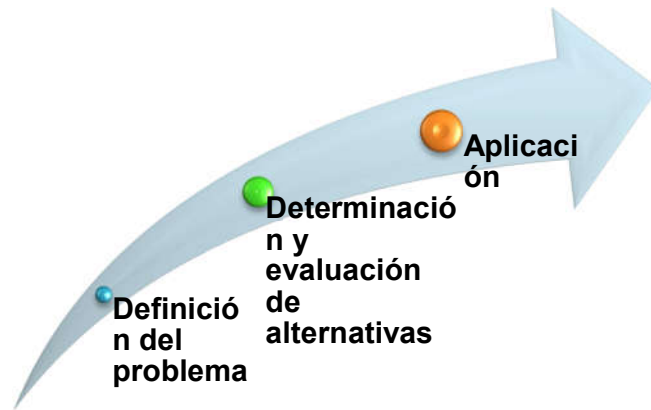 Definició
n del
problema
Determinació
n y
evaluación
de
alternativas
Aplicaci
ón